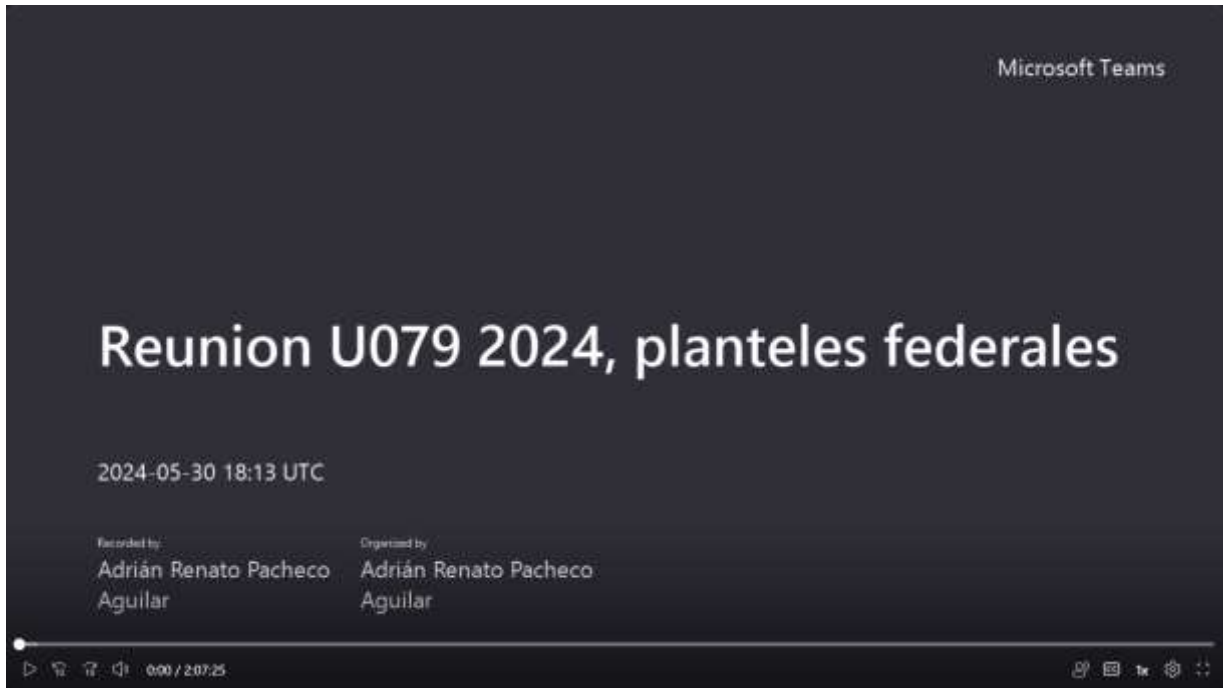 Microsoft Teams
Reunion U079 2024, planteles federales
2024-05-30 18:13 UTC
Recorded by
Organized by
Adrián Renato Pacheco
Aguilar
Adrián Renato Pacheco
Aguilar
0:00 / 2:07:25
1x